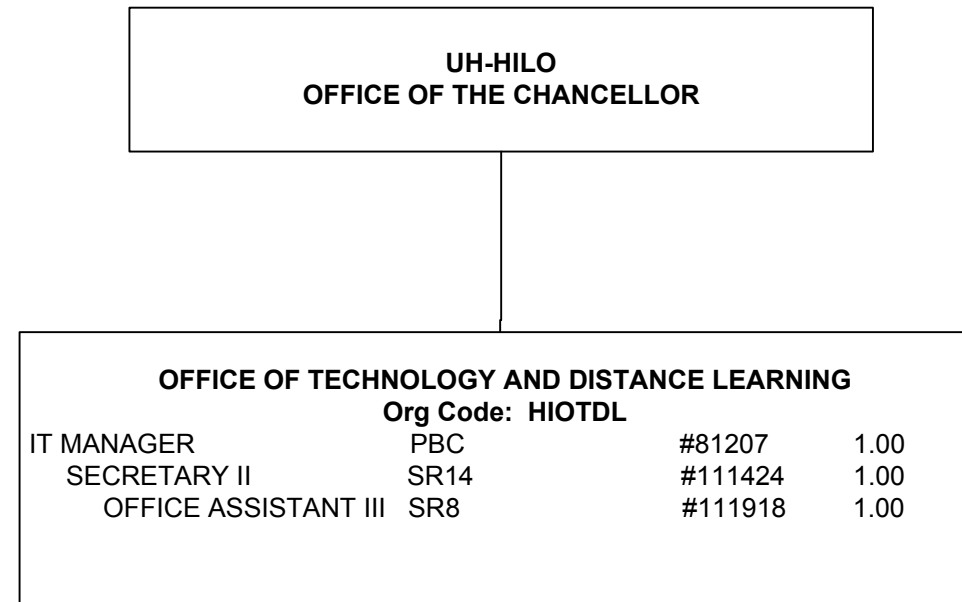 UH-HILO
OFFICE OF THE CHANCELLOR
OFFICE OF TECHNOLOGY AND DISTANCE LEARNING
Org Code: HIOTDL
IT MANAGER PBC #81207 1.00
SECRETARY II SR14 #111424 1.00
OFFICE ASSISTANT III SR8 #111918 1.00